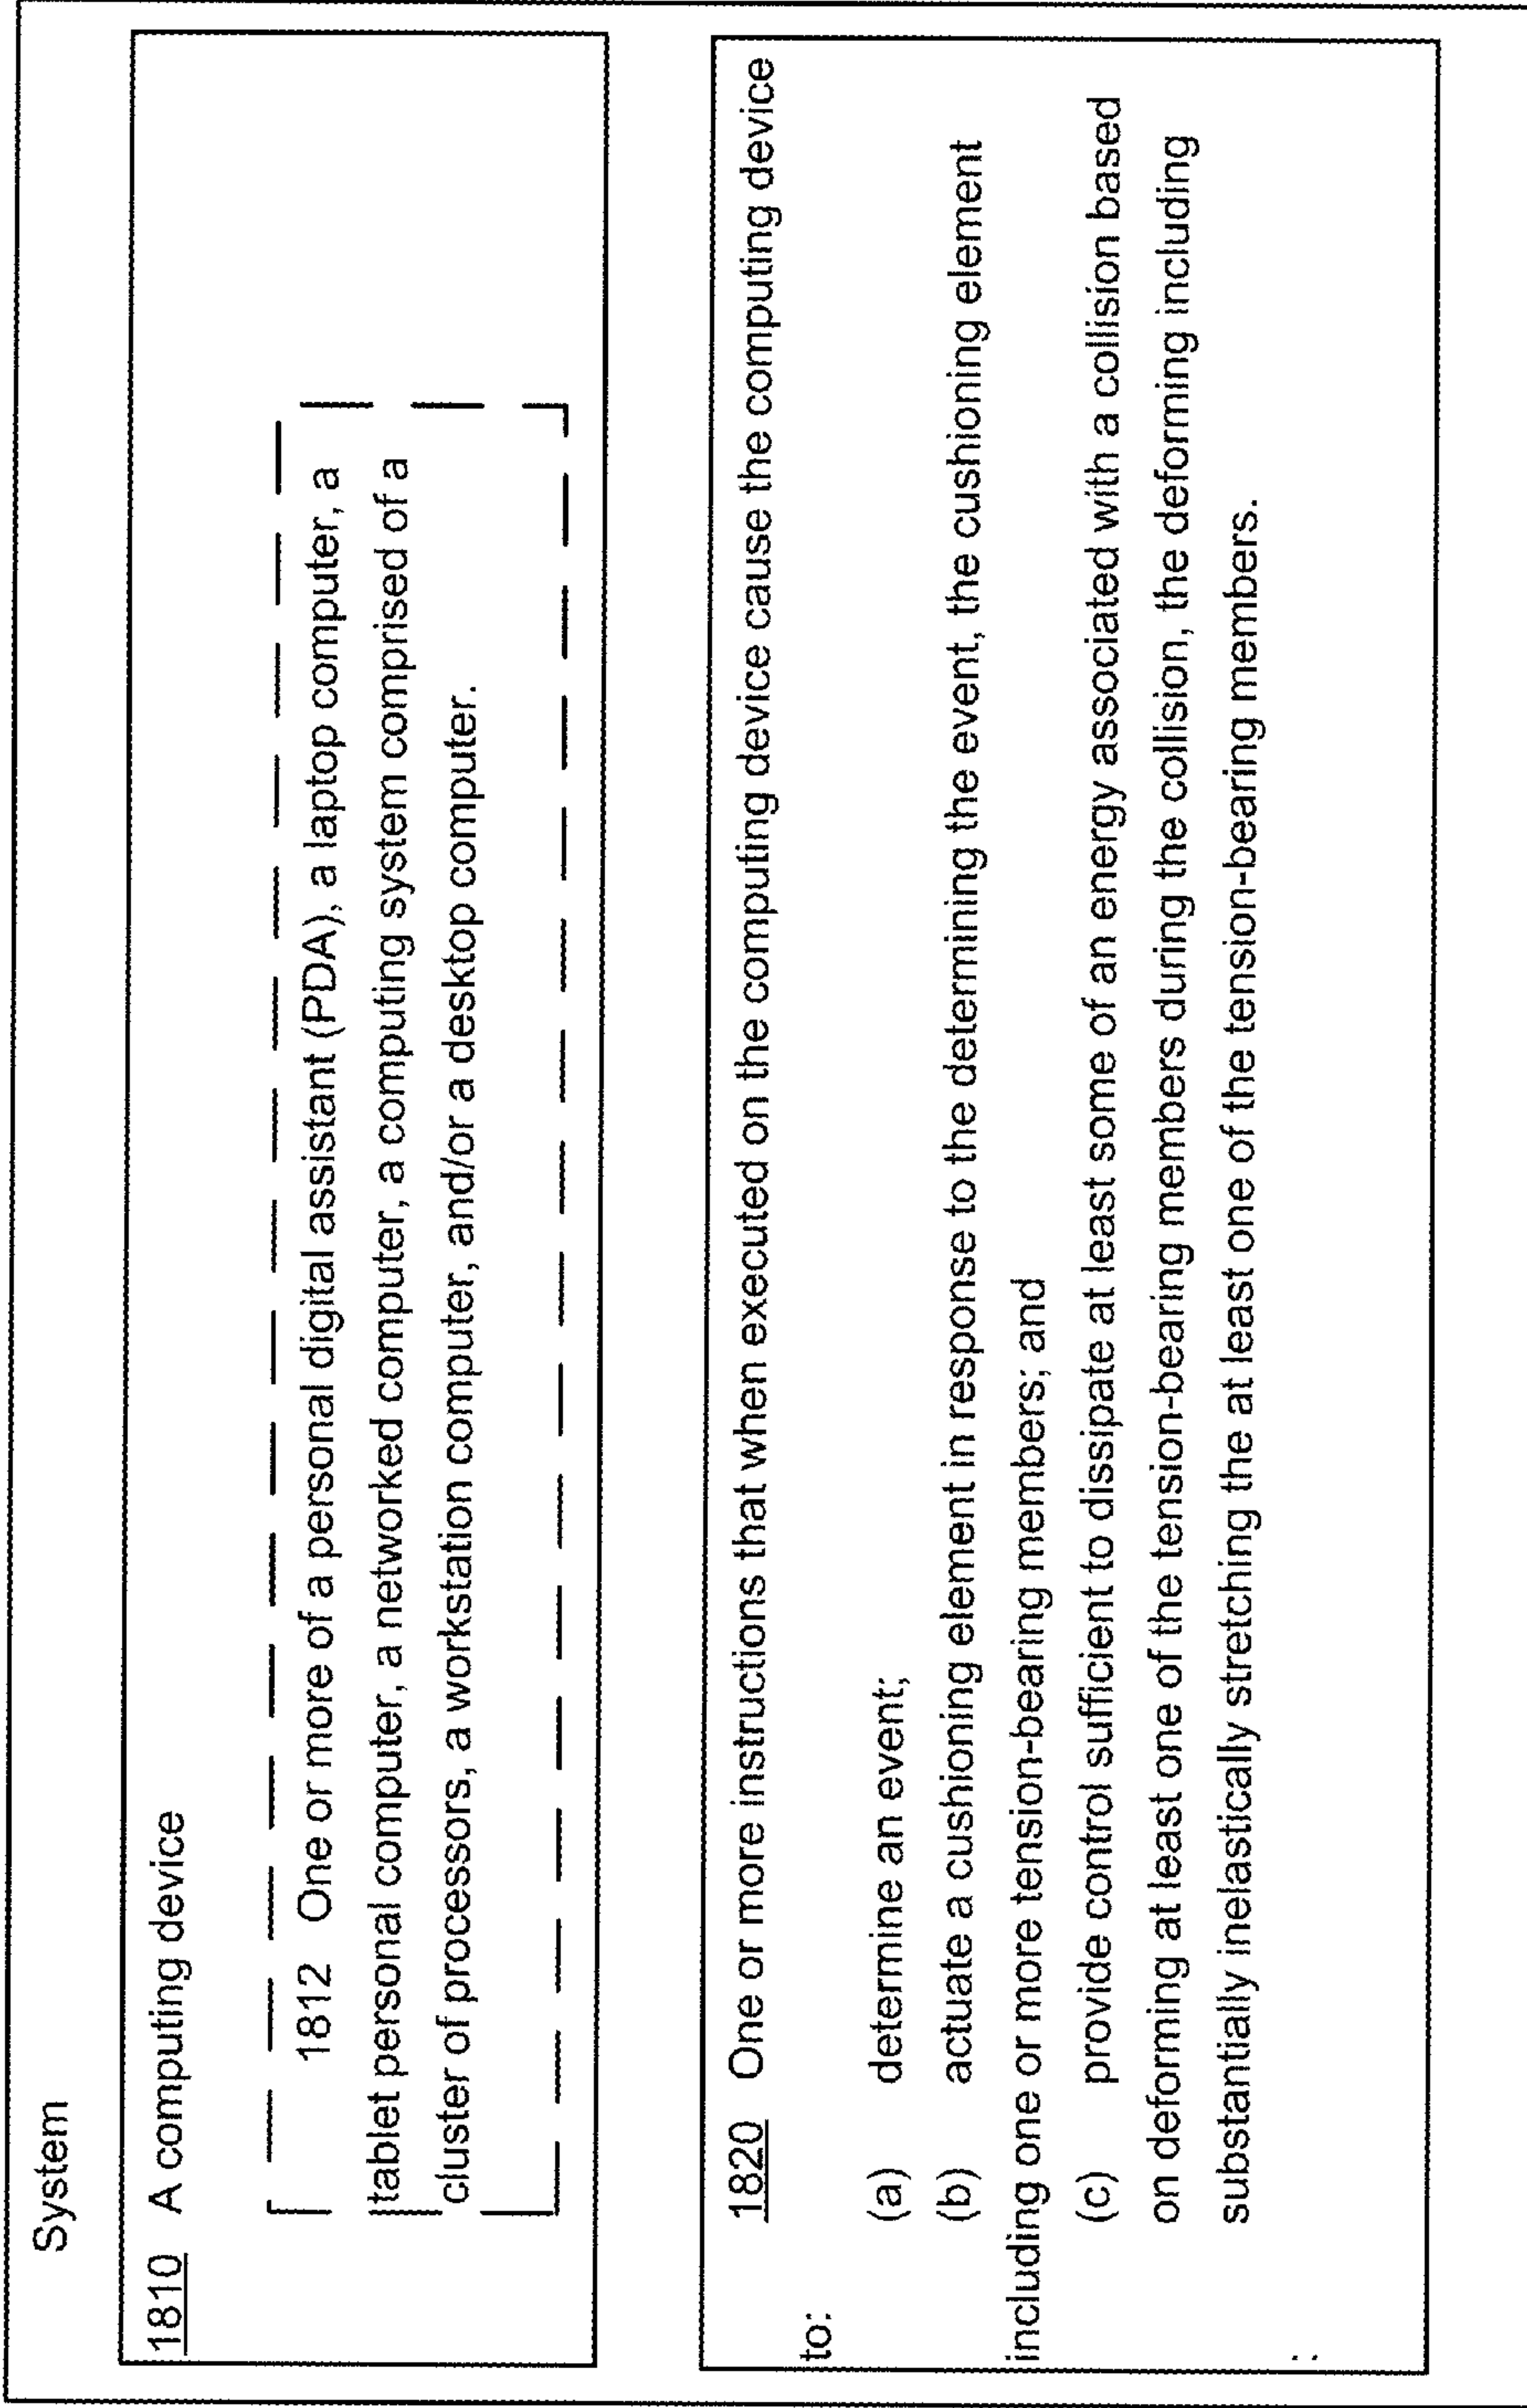 System
1810 A computing device
1812 One or more of a personal digital assistant (PDA), a laptop computer, a
tablet personal computer, a networked computer, a computing system comprised of a
cluster of processors, a workstation computer, and/or a desktop computer.
1820 One or more instructions that when executed on the computing device cause the computing device
to:
(a) determine an event;
(b) actuate a cushioning element in response to the determining the event, the cushioning element
including one or more tension-bearing members; and
(c) provide control sufficient to dissipate at least some of an energy associated with a collision based
on deforming at least one of the tension-bearing members during the collision, the deforming including
substantially inelastically stretching the at least one of the tension-bearing members.